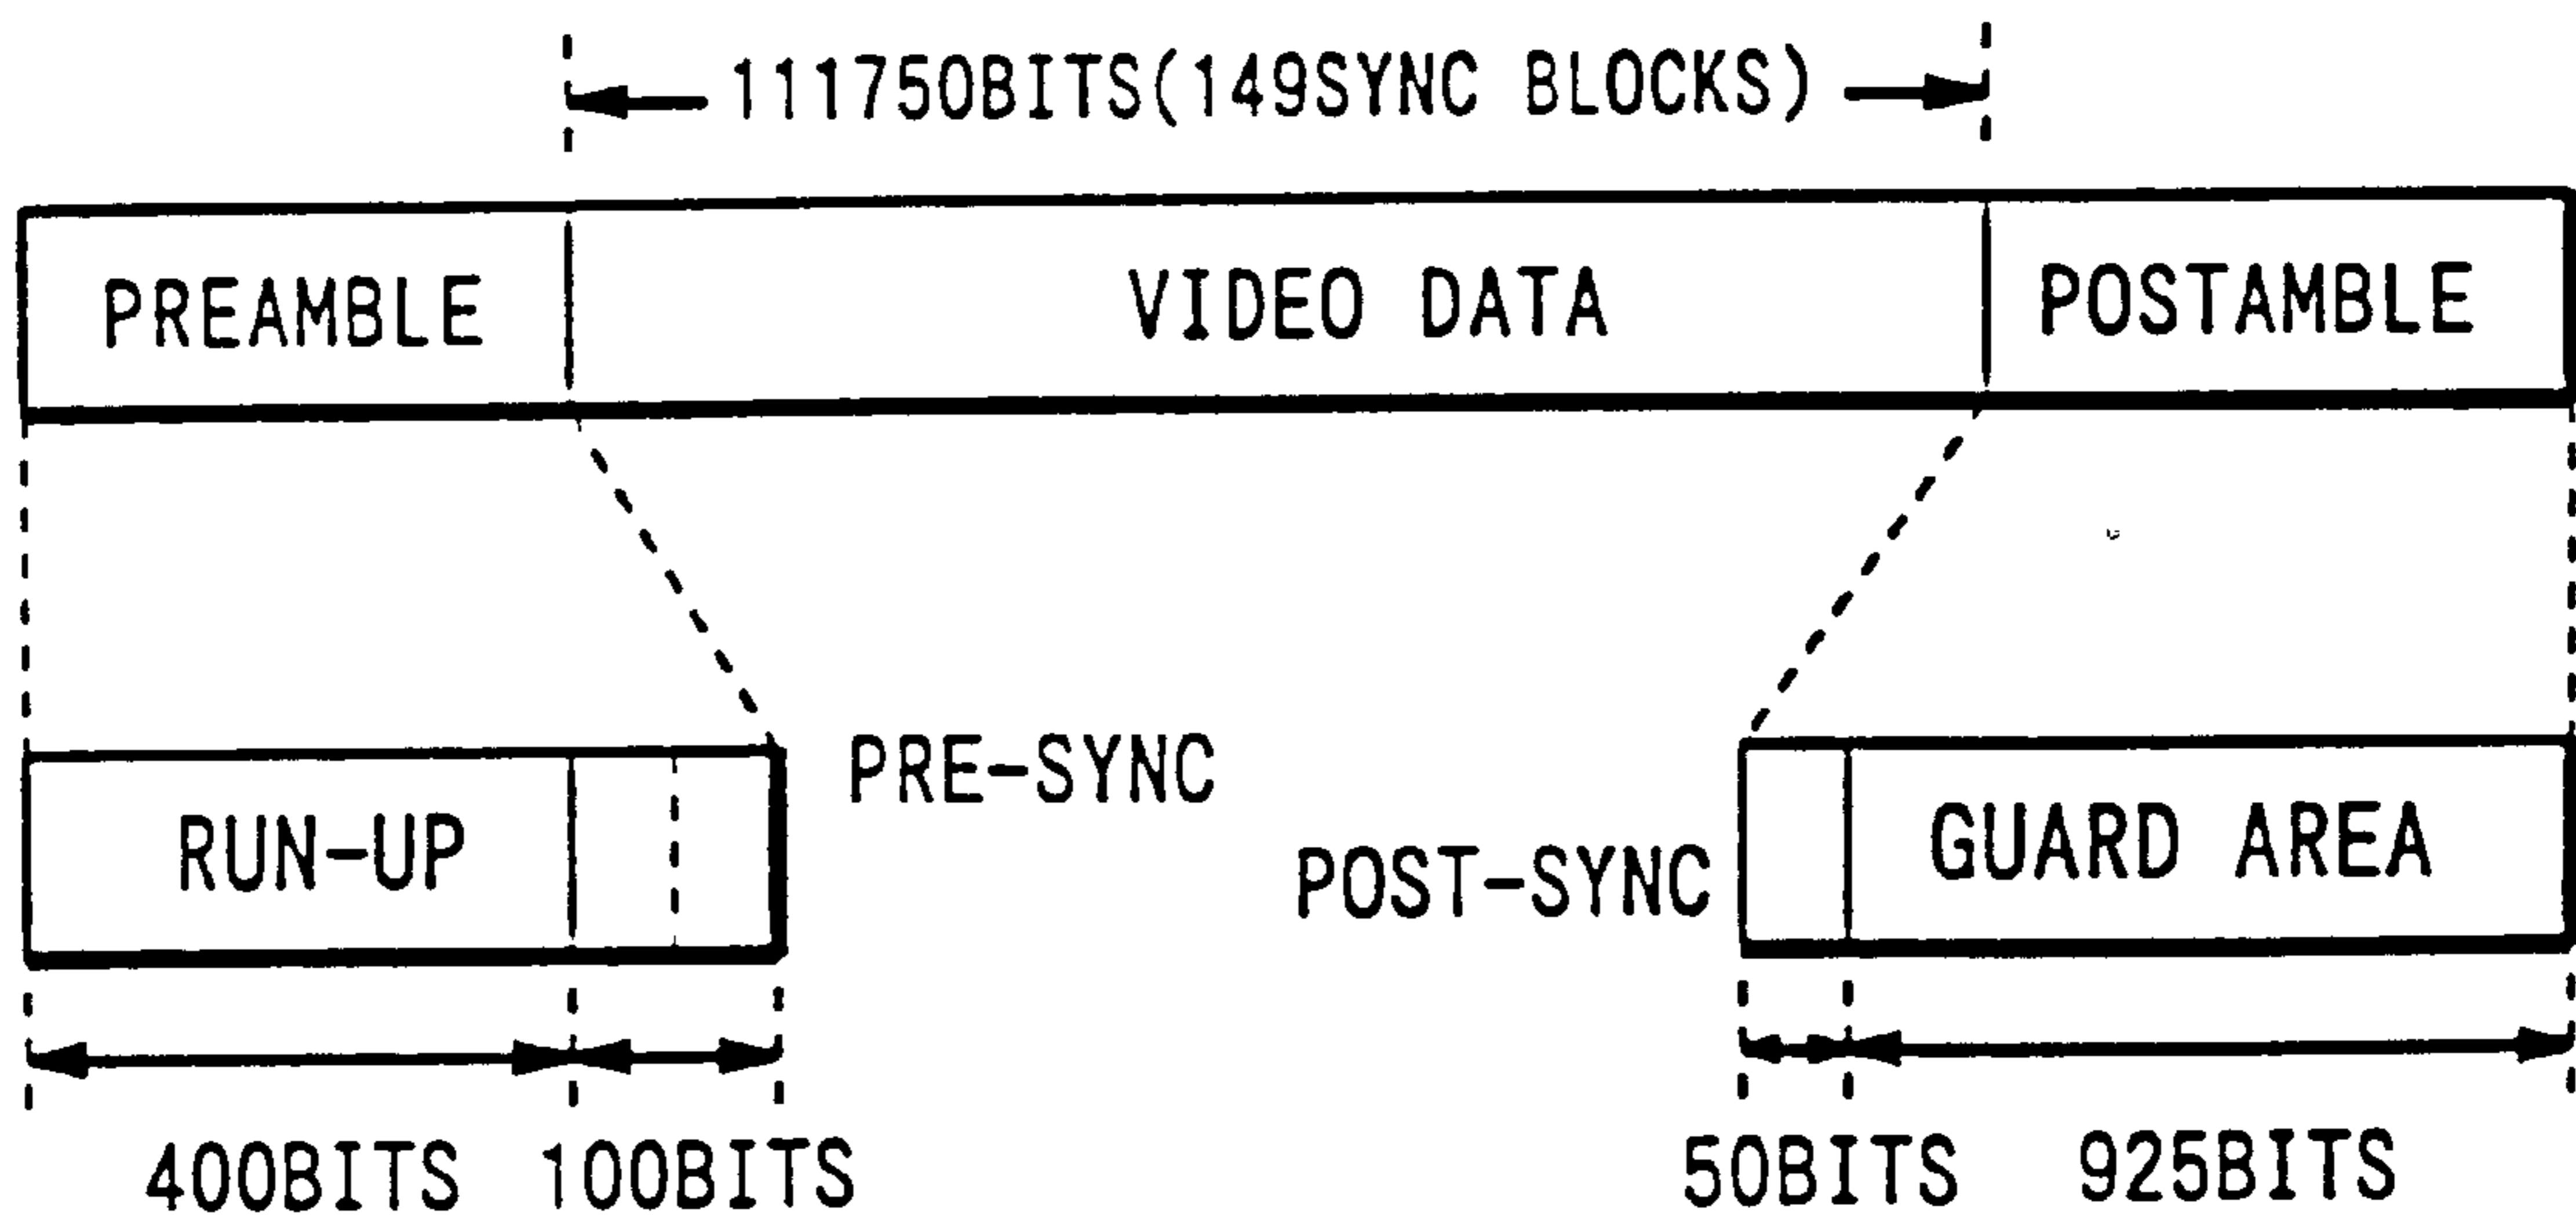 111750BITS(149SYNC BLOCKS)
PREAMBLE
VIDEO DATA
POSTAMBLE
PRE-SYNC
RUN-UP
POST-SYNC
GUARD AREA
400BITS
100BITS
50BITS
925BITS